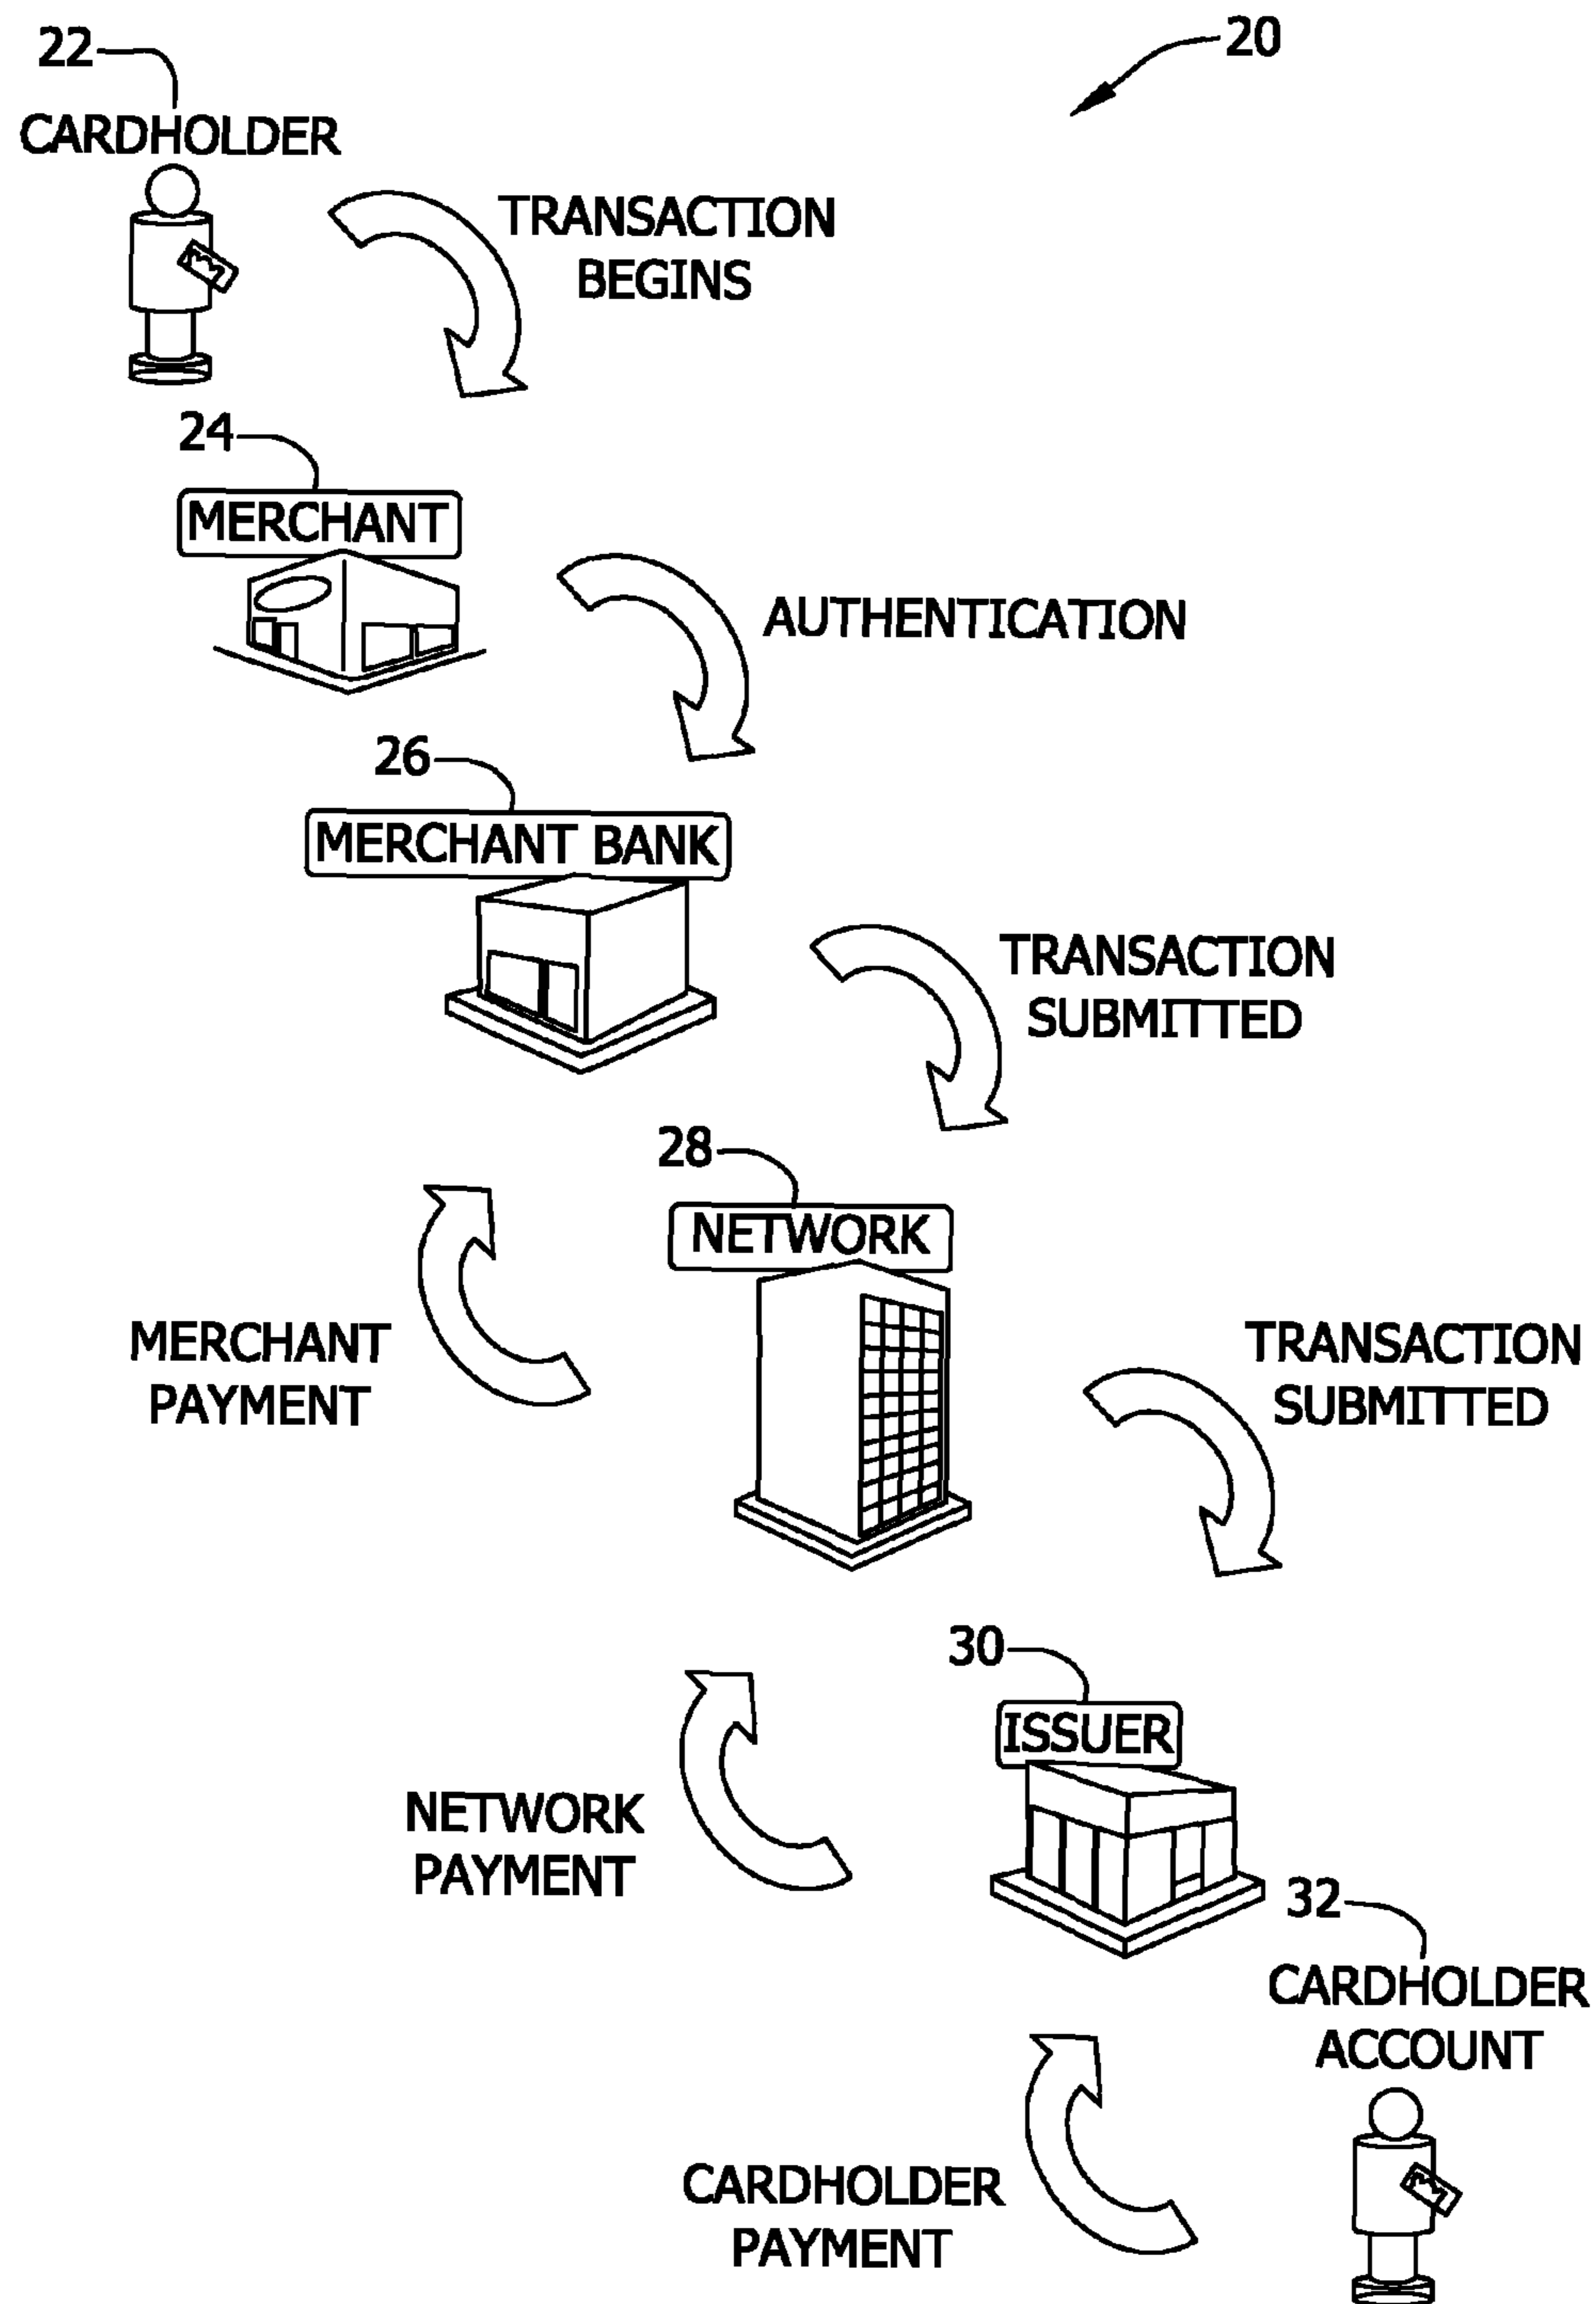 22
20
CARDHOLDER
TRANSACTION
BEGINS
24
MERCHANT
AUTHENTICATION
26
MERCHANT BANK
TRANSACTION
SUBMITTED
28
NETWORK
MERCHANT
PAYMENT
TRANSACTION
SUBMITTED
30
ISSUER
NETWORK
PAYMENT
32
CARDHOLDER
ACCOUNT
CARDHOLDER
PAYMENT